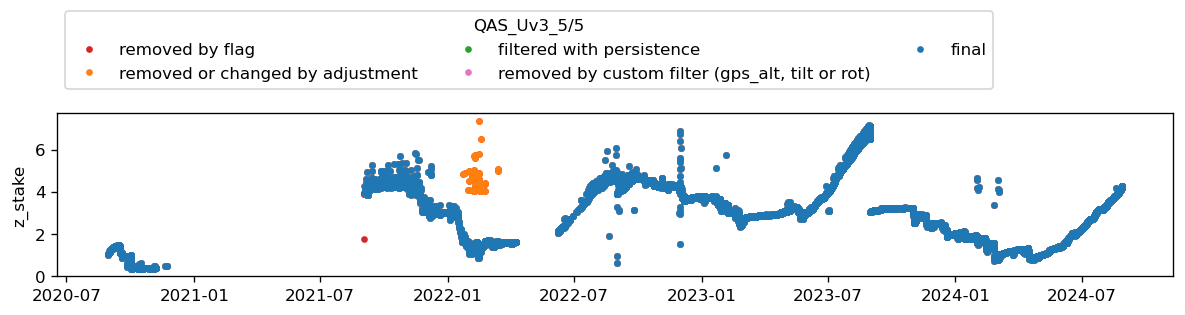 QAS_Uv3_5/5
removed by flag
filtered with persistence
final
removed or changed by adjustment
removed by custom filter (gps_alt, tilt or rot)
z_stake
6
4
2
0
2020-07
2021-01
2021-07
2022-01
2022-07
2023-01
2023-07
2024-01
2024-07